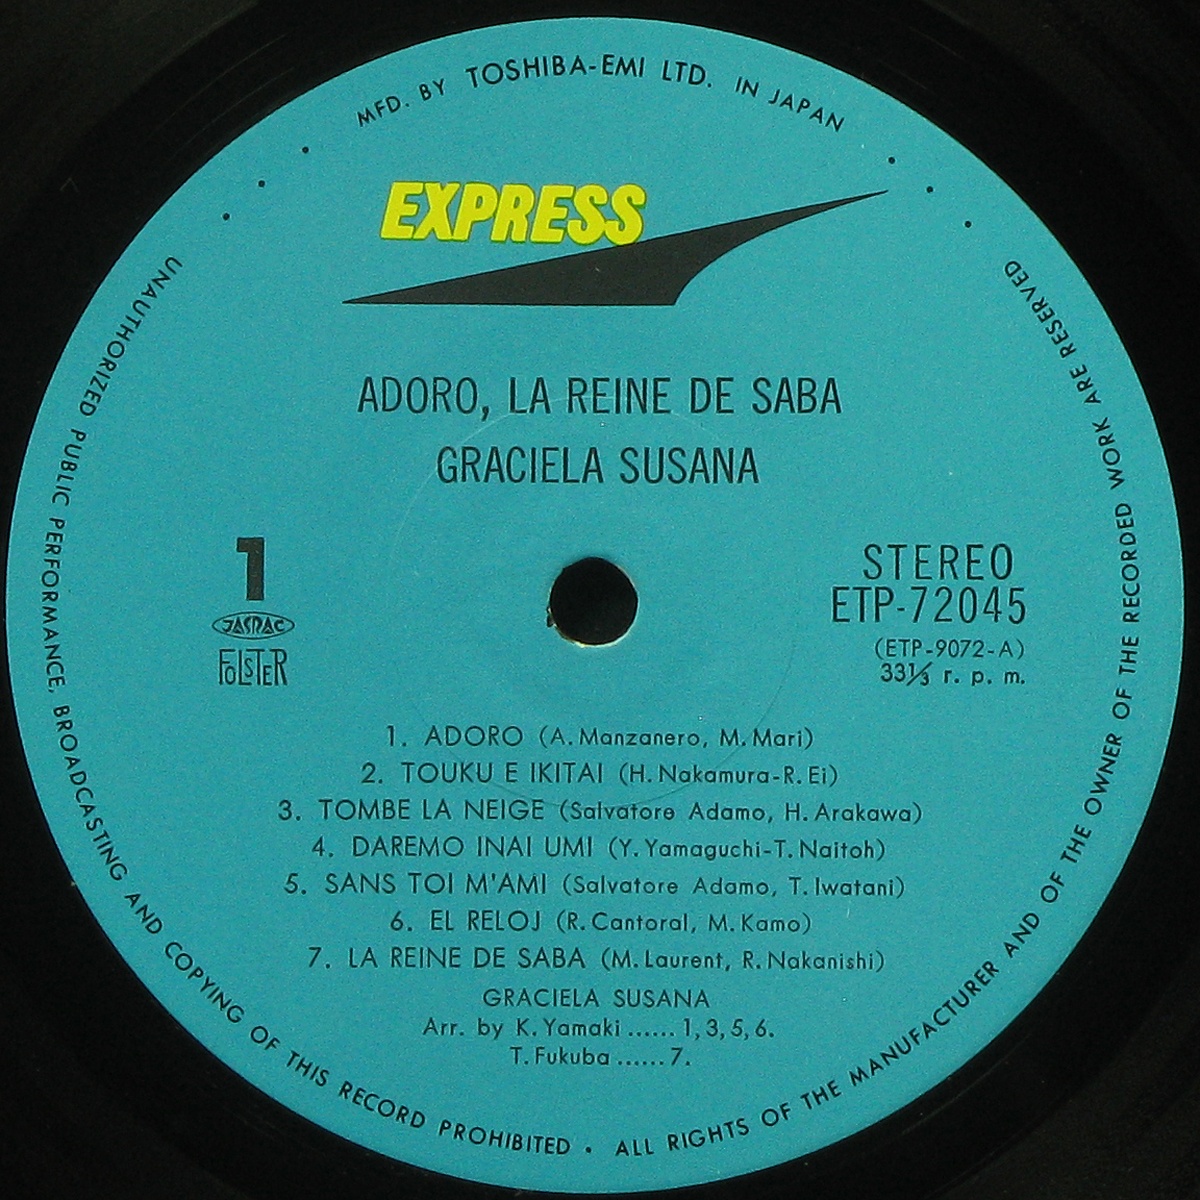 MFD. BY TOSHIBA-EMI LTD. IN JAPAN
EXPRESS
ADORO, LA REINE DE SABA
GRACIELA SUSANA
1
JASRAC
FOLSTER
STEREO
ETP-72045
(ETP-9072-A)
33⅓ r. p. m.
1. ADORO (A. Manzanero, M. Mari)
2. TOUKU E IKITAI (H. Nakamura-R. Ei)
3. TOMBE LA NEIGE (Salvatore Adamo, H. Arakawa)
4. DAREMO INAI UMI (Y. Yamaguchi-T. Naitoh)
5. SANS TOI M'AMI (Salvatore Adamo, T. Iwatani)
6. EL RELOJ (R. Cantoral, M. Kamo)
7. LA REINE DE SABA (M. Laurent, R. Nakanishi)
GRACIELA SUSANA
Arr. by K. Yamaki ...... 1, 3, 5, 6.
T. Fukuba ...... 7.
UNAUTHORIZED PUBLIC PERFORMANCE, BROADCASTING AND COPYING OF THIS RECORD PROHIBITED • ALL RIGHTS OF THE MANUFACTURER AND OF THE OWNER OF THE RECORDED WORK ARE RESERVED